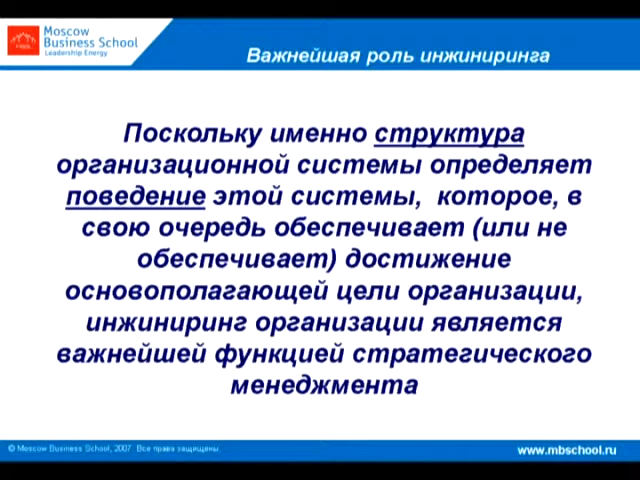 Moscow
Business School
Leadership Energy
Важнейшая роль инжиниринга
Поскольку именно структура
организационной системы определяет
поведение этой системы, которое, в
свою очередь обеспечивает (или не
обеспечивает) достижение
основополагающей цели организации,
инжиниринг организации является
важнейшей функцией стратегического
менеджмента
© Moscow Business School, 2007. Все права защищены.
www.mbschool.ru